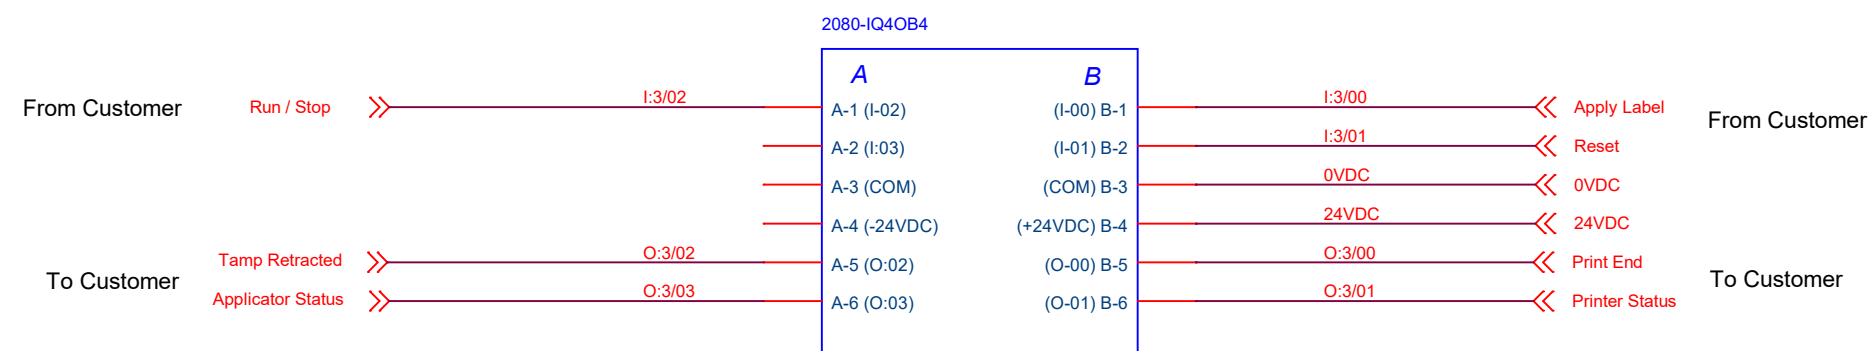 2080-IQ4OB4
A B
From Customer Run / Stop I:3/02 A-1 (I-02) (I-00) B-1 I:3/00 Apply Label From Customer
A-2 (I:03) (I-01) B-2 I:3/01 Reset
A-3 (COM) (COM) B-3 0VDC 0VDC
A-4 (-24VDC) (+24VDC) B-4 24VDC 24VDC
To Customer Tamp Retracted O:3/02 A-5 (O:02) (O-00) B-5 O:3/00 Print End To Customer
Applicator Status O:3/03 A-6 (O:03) (O-01) B-6 O:3/01 Printer Status